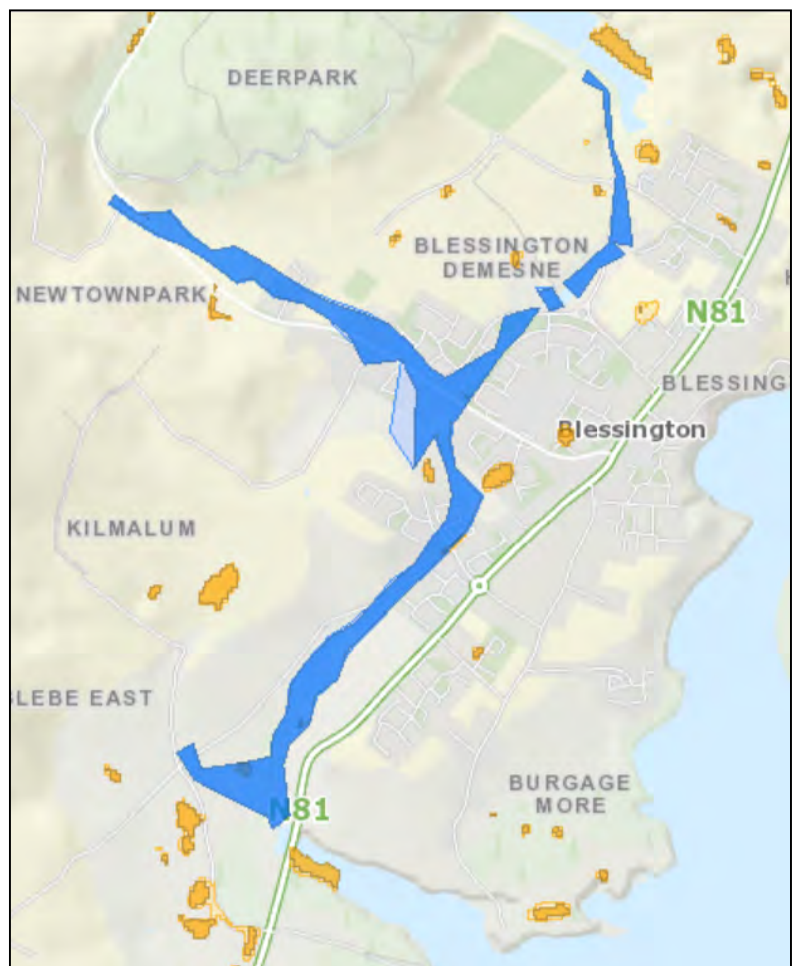 DEERPARK
BLESSINGTON
DEMESNE
NEWTOWNPARK
N81
BLESSING
Blessington
KILMALUM
LEBE EAST
BURGAGE
MORE
N81